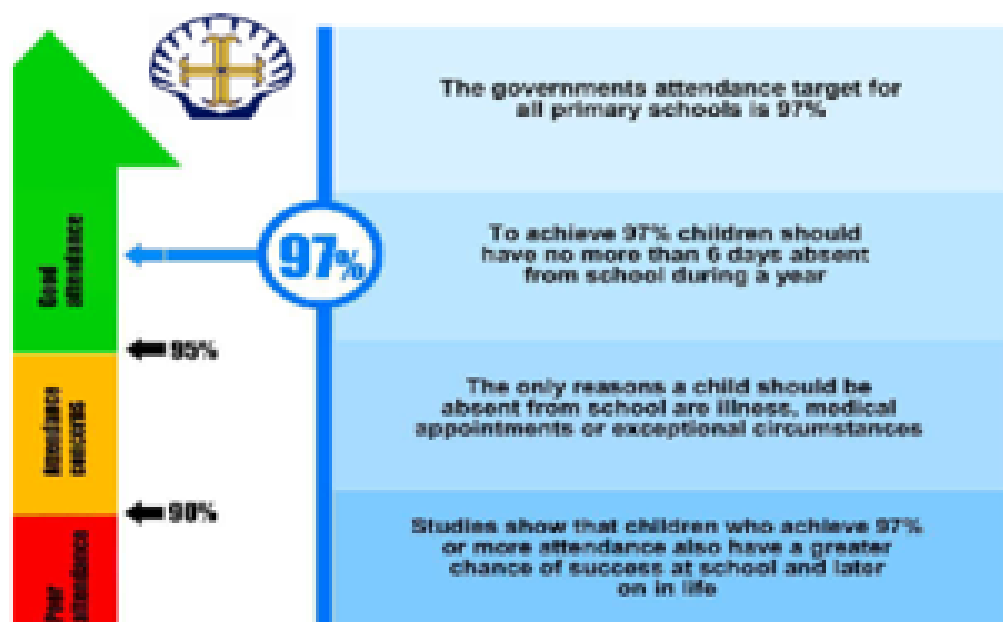 The governments attendance target for
all primary schools is 97%
Good
attendance
97%
To achieve 97% children should
have no more than 6 days absent
from school during a year
95%
Attendance
concerns
The only reasons a child should be
absent from school are illness, medical
appointments or exceptional circumstances
90%
Poor
attendance
Studies show that children who achieve 97%
or more attendance also have a greater
chance of success at school and later
on in life